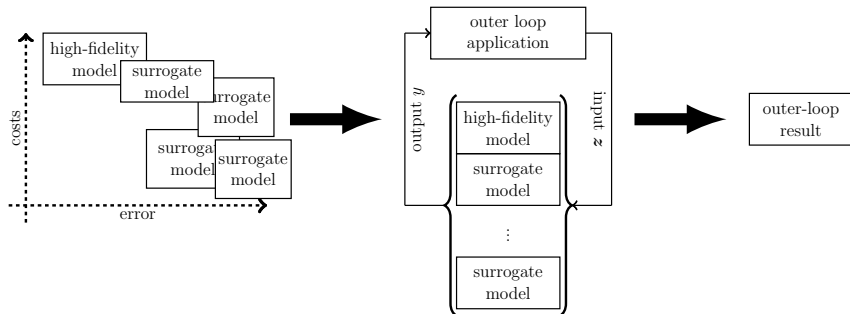 high-fidelity
model
surrogate
model
surrogate
model
surrogate
model
surrogate
model
costs
error
outer loop
application
output y
input z
high-fidelity
model
surrogate
model
⋮
surrogate
model
outer-loop
result